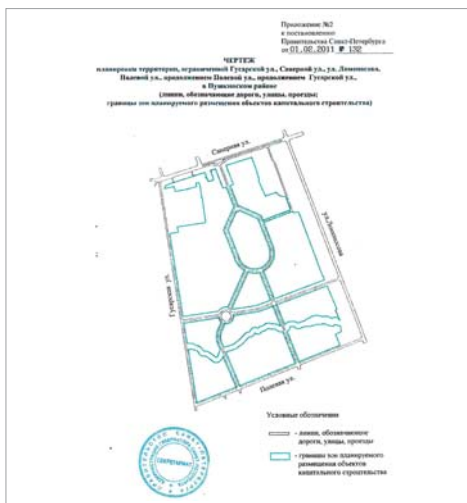 Приложение №2
к постановлению
Правительства Санкт-Петербурга
от 01.02.2011 № 132
ЧЕРТЕЖ
планировки территории, ограниченной Гусарской ул., Саперной ул., ул. Ломоносова,
Полевой ул., продолжением Полевой ул., продолжением Гусарской ул.,
в Пушкинском районе
(линии, обозначающие дороги, улицы, проезды;
границы зон планируемого размещения объектов капитального строительства)
Саперная ул.
ул. Ломоносова
Гусарская ул.
Полевая ул.
Условные обозначения
- линии, обозначающие
дороги, улицы, проезды
- границы зон планируемого
размещения объектов
капитального строительства